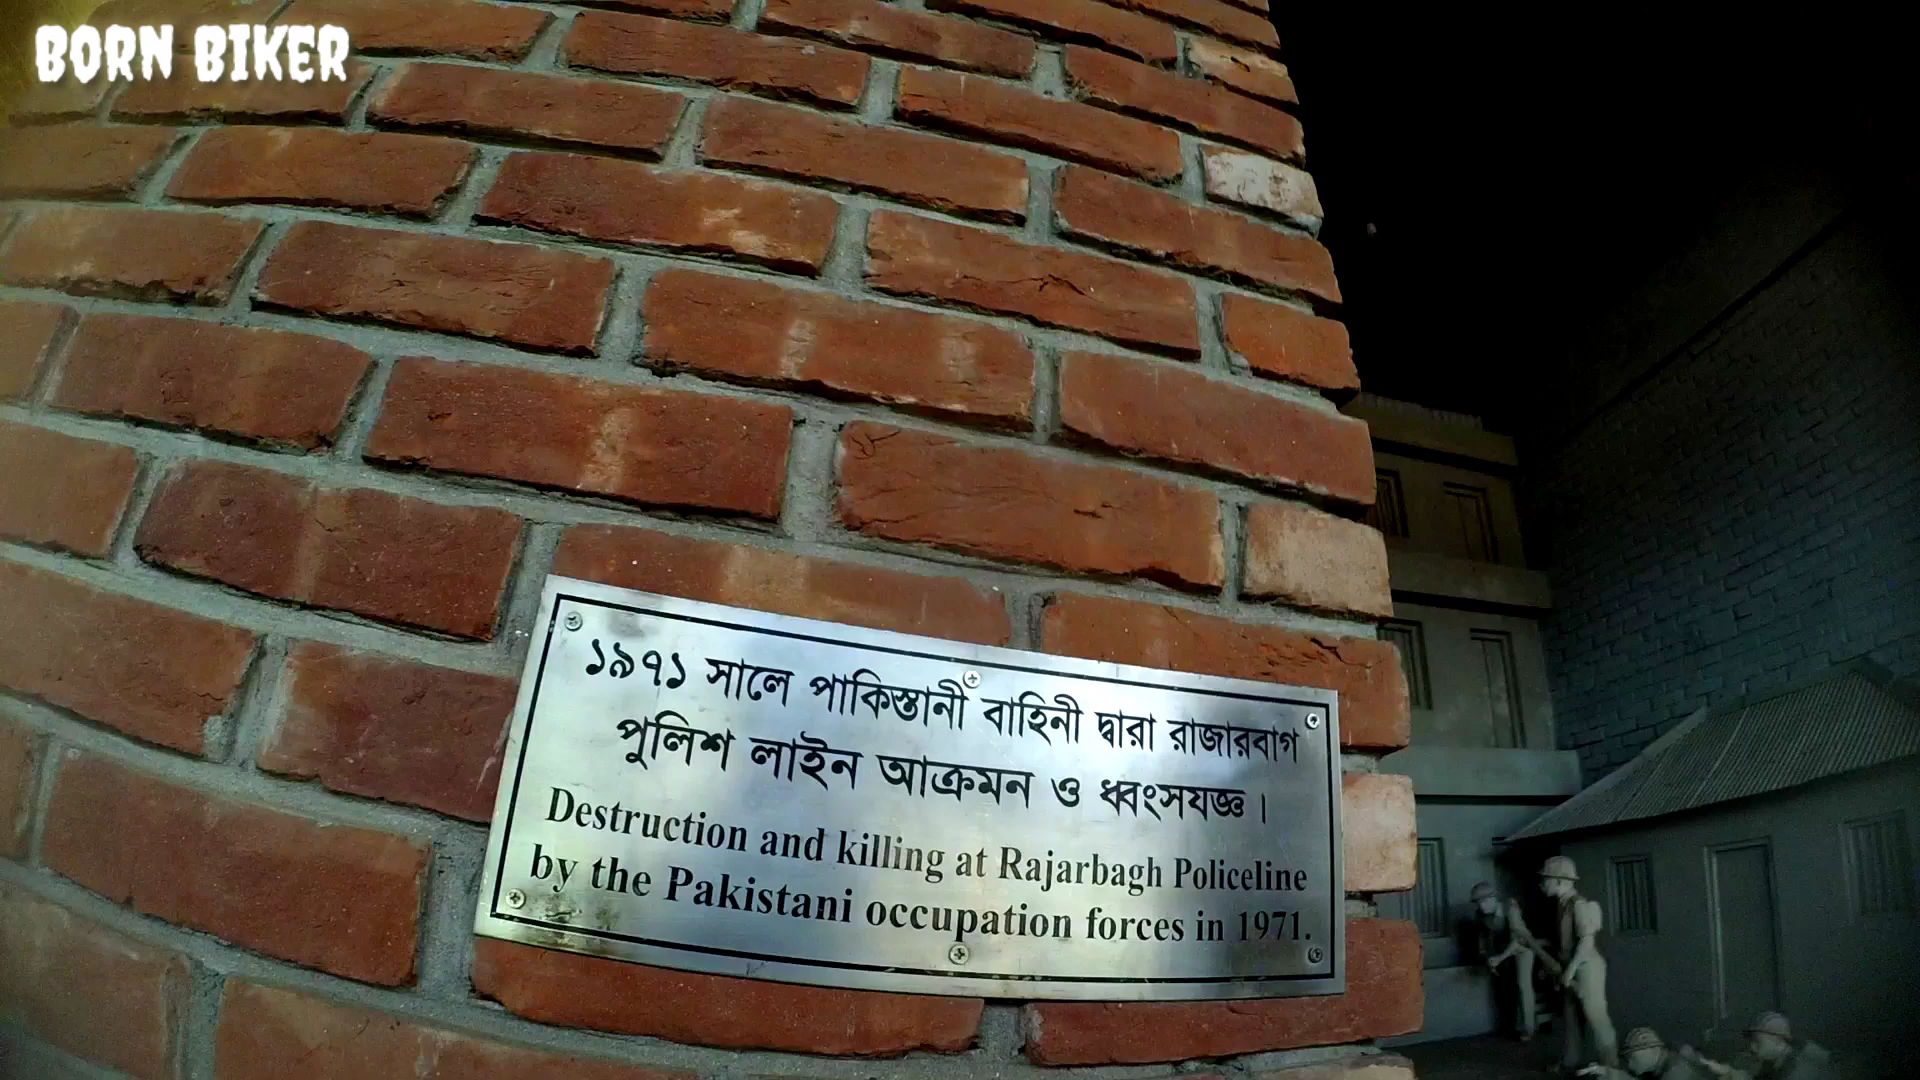 BORN BIKER
১৯৭১ সালে পাকিস্তানী বাহিনী দ্বারা রাজারবাগ
পুলিশ লাইন আক্রমন ও ধ্বংসযজ্ঞ।
Destruction and killing at Rajarbagh Policeline
by the Pakistani occupation forces in 1971.